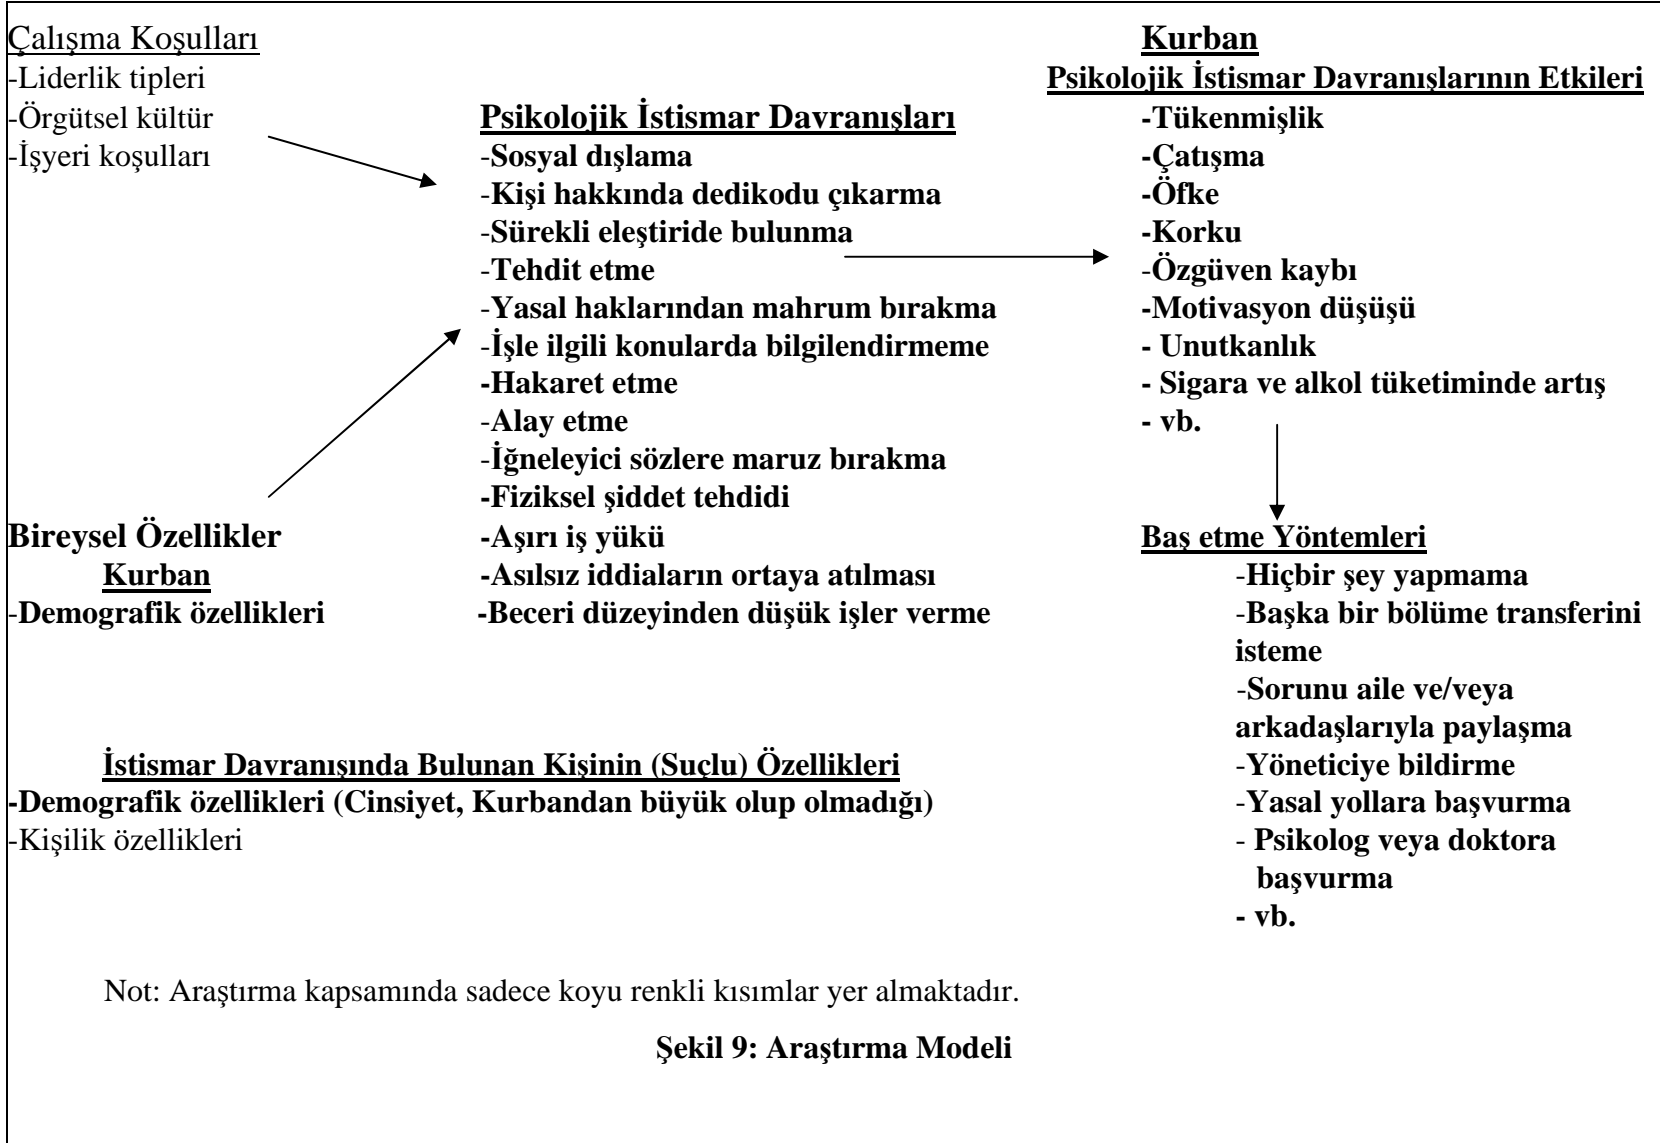 Çalışma Koşulları
-Liderlik tipleri
-Örgütsel kültür
-İşyeri koşulları
Psikolojik İstismar Davranışları
-Sosyal dışlama
-Kişi hakkında dedikodu çıkarma
-Sürekli eleştiride bulunma
-Tehdit etme
-Yasal haklarından mahrum bırakma
-İşle ilgili konularda bilgilendirmeme
-Hakaret etme
-Alay etme
-İğneleyici sözlere maruz bırakma
-Fiziksel şiddet tehdidi
-Aşırı iş yükü
-Asılsız iddiaların ortaya atılması
-Beceri düzeyinden düşük işler verme
Kurban
Psikolojik İstismar Davranışlarının Etkileri
-Tükenmişlik
-Çatışma
-Öfke
-Korku
-Özgüven kaybı
-Motivasyon düşüşü
- Unutkanlık
- Sigara ve alkol tüketiminde artış
- vb.
Bireysel Özellikler
Kurban
-Demografik özellikleri
Baş etme Yöntemleri
-Hiçbir şey yapmama
-Başka bir bölüme transferini
isteme
-Sorunu aile ve/veya
arkadaşlarıyla paylaşma
-Yöneticiye bildirme
-Yasal yollara başvurma
- Psikolog veya doktora
başvurma
- vb.
İstismar Davranışında Bulunan Kişinin (Suçlu) Özellikleri
-Demografik özellikleri (Cinsiyet, Kurbandan büyük olup olmadığı)
-Kişilik özellikleri
Not: Araştırma kapsamında sadece koyu renkli kısımlar yer almaktadır.
Şekil 9: Araştırma Modeli